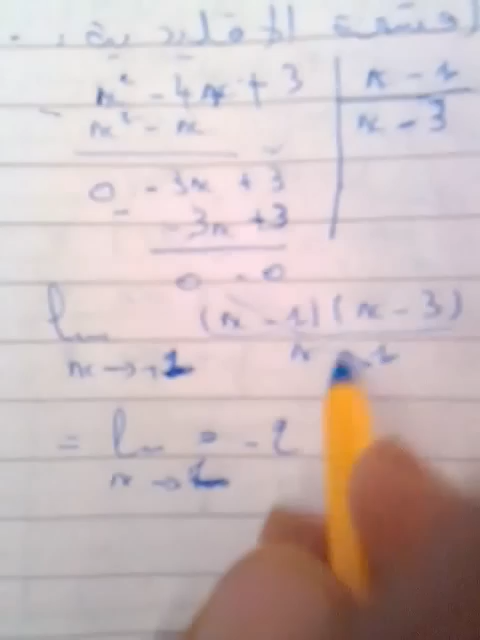 x² - 4x + 3 | x - 1
x² - x | x - 3
0 - 3x + 3
- 3x + 3
0 0
lim (x - 1)(x - 3)
x → 1 x - 1
= lim = -2
x → 1